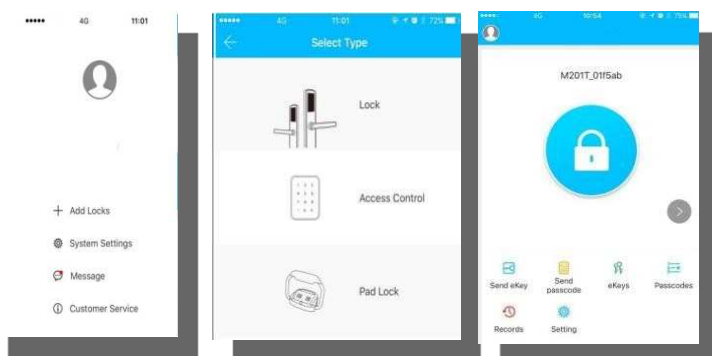 4G 11:01
Add Locks
System Settings
Message
Customer Service
4G 11:01 72%
Select Type
Lock
Access Control
Pad Lock
4G 10:54 75%
M201T_01f5ab
Send eKey
Send
passcode
eKeys
Passcodes
Records
Setting